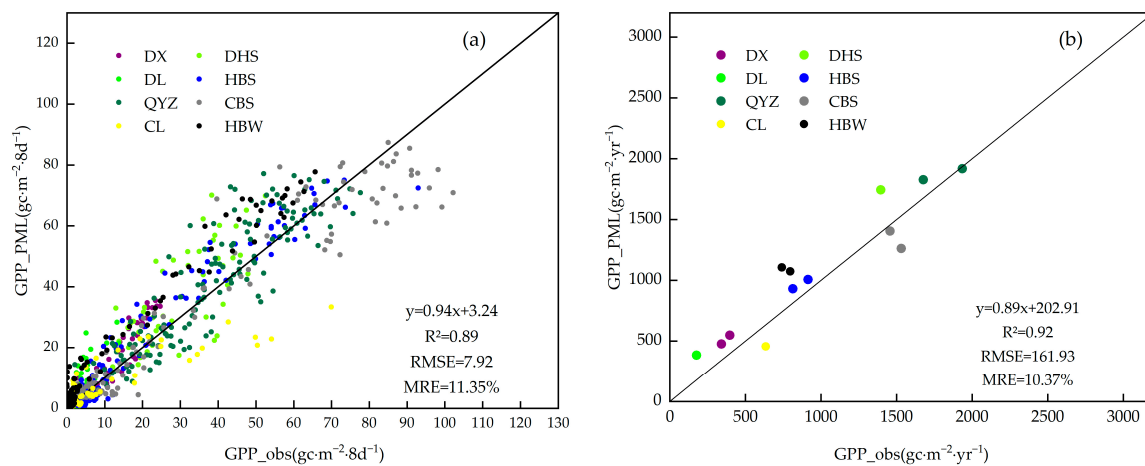 (a)
DX DHS
DL HBS
QYZ CBS
CL HBW
130
120
100
80
60
40
20
0
GPP_PML(gc·m⁻²·8d⁻¹)
y=0.94x+3.24
R²=0.89
RMSE=7.92
MRE=11.35%
0 10 20 30 40 50 60 70 80 90 100 110 120 130
GPP_obs(gc·m⁻²·8d⁻¹)
(b)
DX DHS
DL HBS
QYZ CBS
CL HBW
3000
2500
2000
1500
1000
500
0
GPP_PML(gc·m⁻²·yr⁻¹)
y=0.89x+202.91
R²=0.92
RMSE=161.93
MRE=10.37%
0 500 1000 1500 2000 2500 3000
GPP_obs(gc·m⁻²·yr⁻¹)